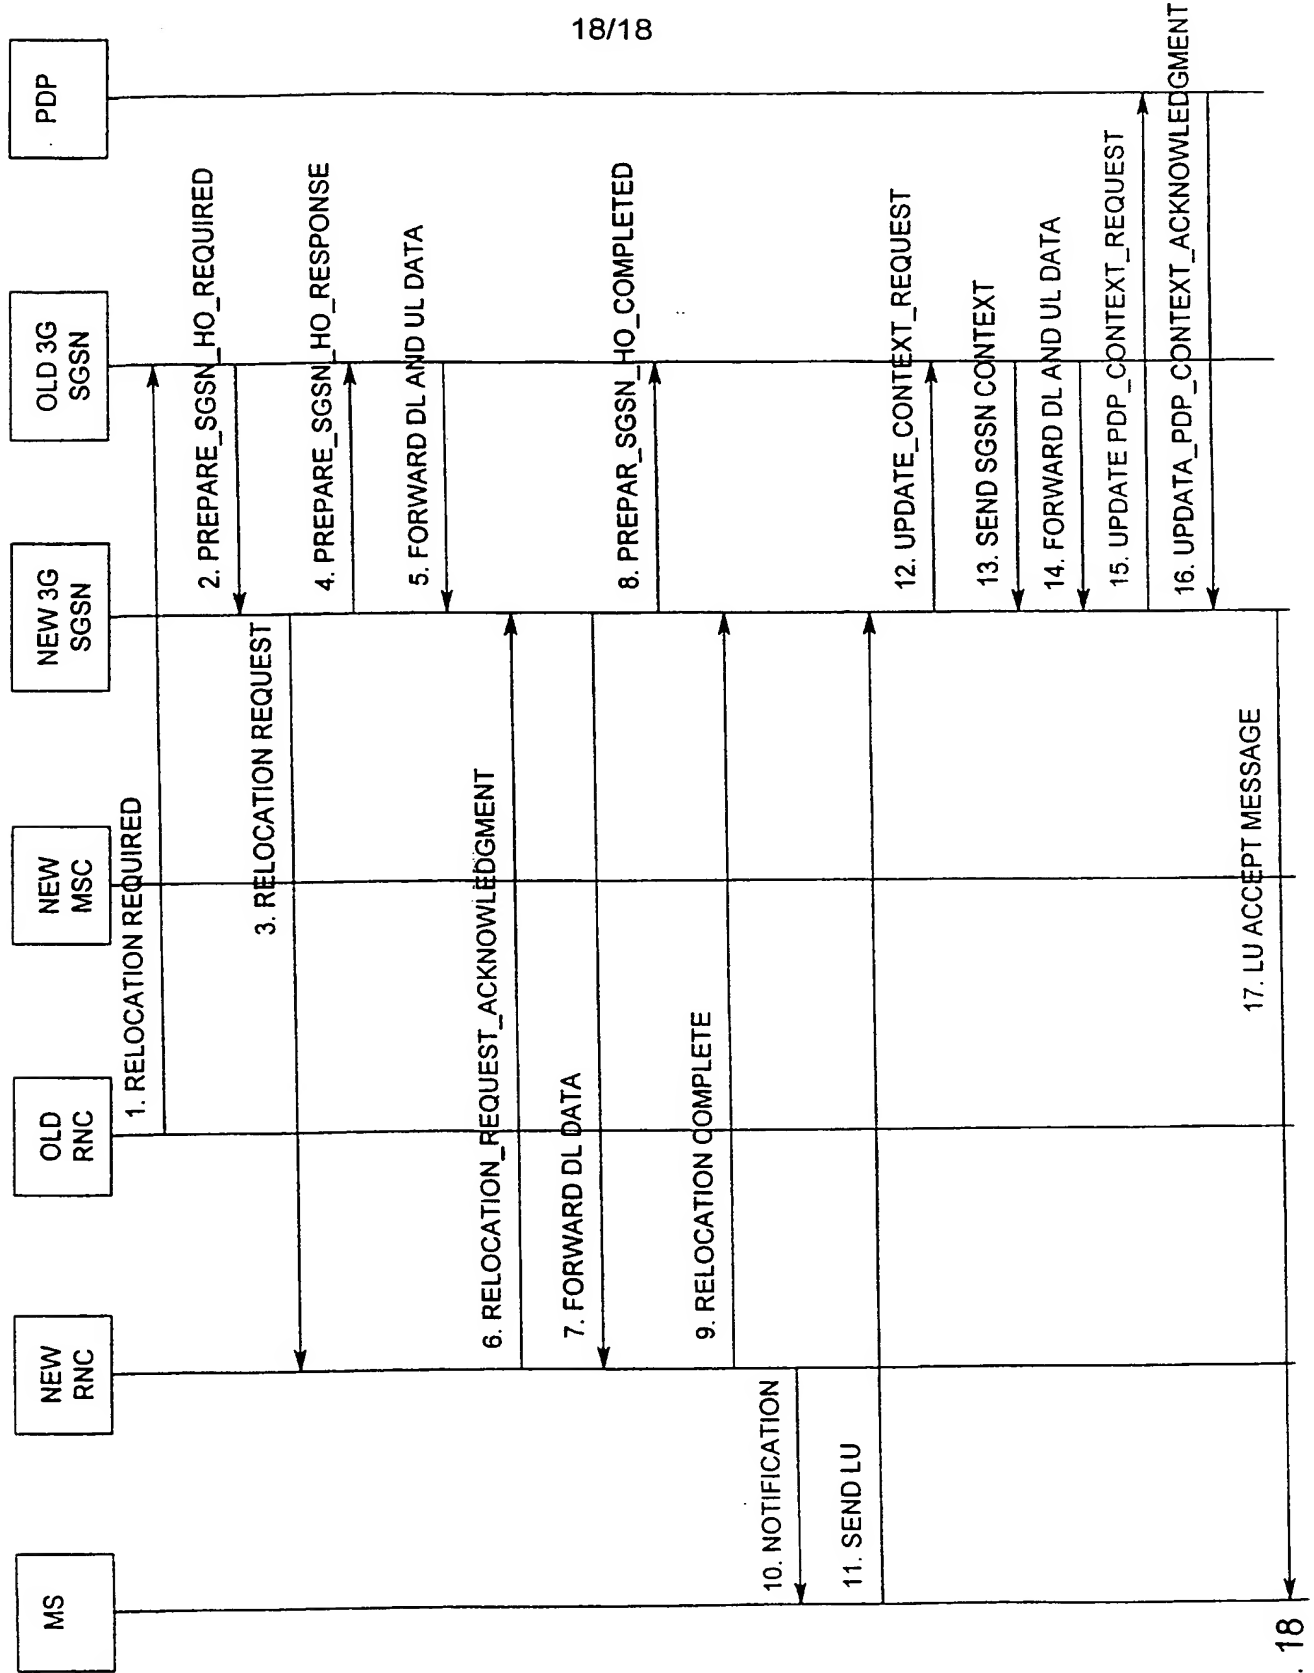 18/18
MS
NEW
RNC
OLD
RNC
NEW
MSC
NEW 3G
SGSN
OLD 3G
SGSN
PDP
1. RELOCATION REQUIRED
2. PREPARE_SGSN_HO_REQUIRED
3. RELOCATION REQUEST
4. PREPARE_SGSN_HO_RESPONSE
5. FORWARD DL AND UL DATA
6. RELOCATION_REQUEST_ACKNOWLEDGMENT
7. FORWARD DL DATA
8. PREPAR_SGSN_HO_COMPLETED
9. RELOCATION COMPLETE
10. NOTIFICATION
11. SEND LU
12. UPDATE_CONTEXT_REQUEST
13. SEND SGSN CONTEXT
14. FORWARD DL AND UL DATA
15. UPDATE PDP_CONTEXT_REQUEST
16. UPDATA_PDP_CONTEXT_ACKNOWLEDGMENT
17. LU ACCEPT MESSAGE
. 18